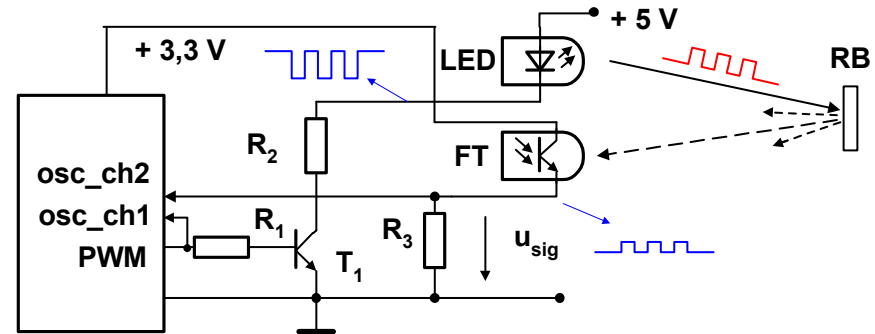 + 5 V
+ 3,3 V
LED
RB
R2
FT
osc_ch2
osc_ch1
R1
R3
usig
PWM
T1